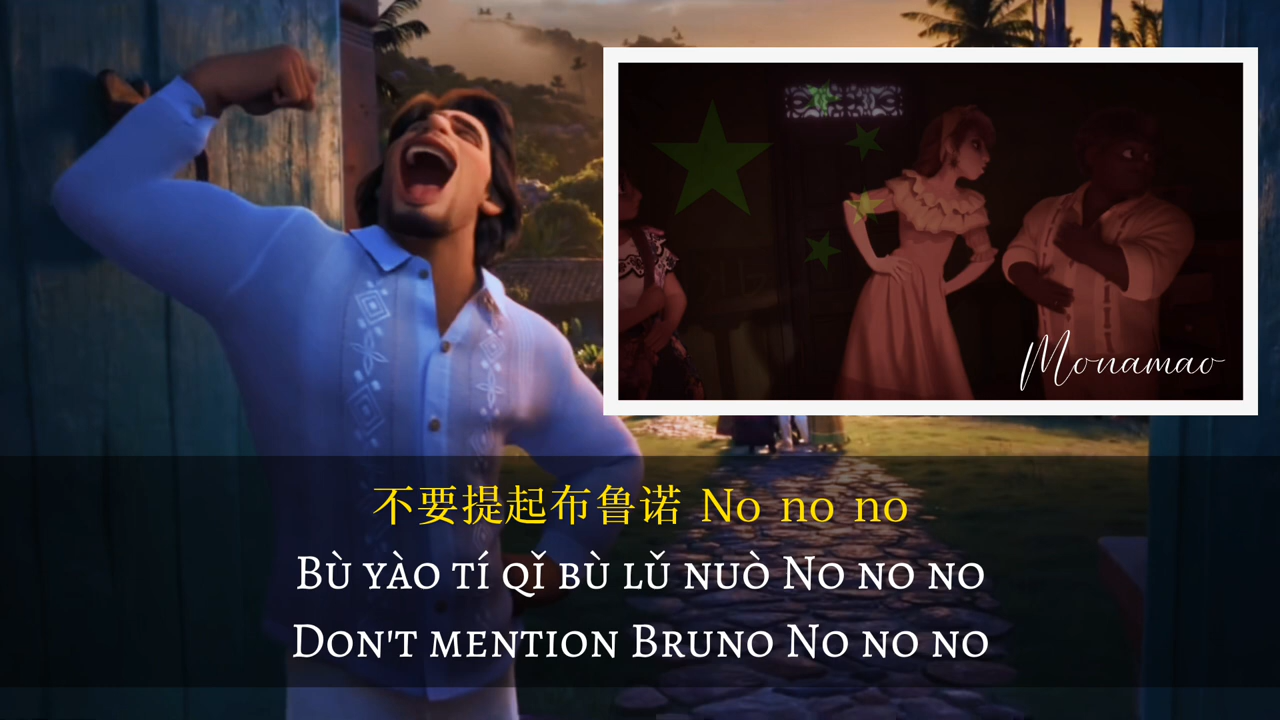 Monamao
不要提起布鲁诺 No no no
Bù yào tí qǐ bù lǔ nuò No no no
Don't mention Bruno No no no